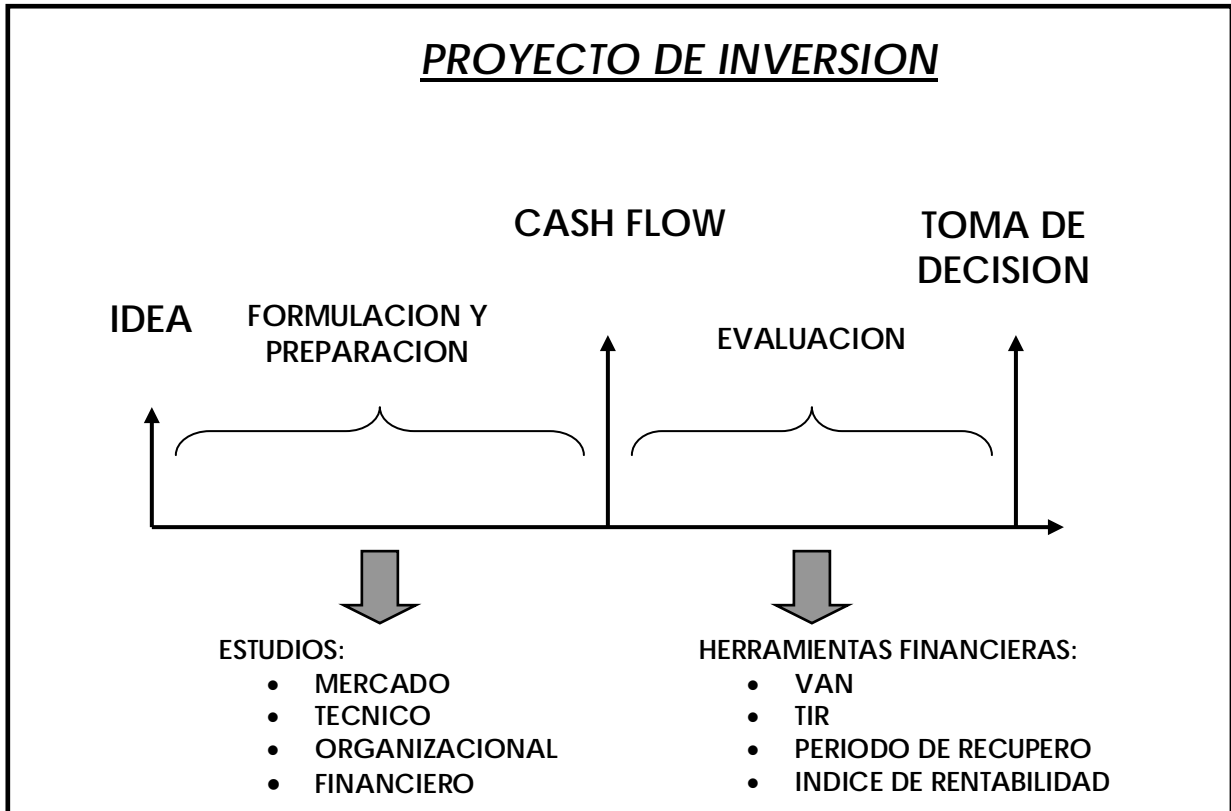 PROYECTO DE INVERSION
CASH FLOW
TOMA DE
DECISION
IDEA
FORMULACION Y
PREPARACION
EVALUACION
ESTUDIOS:
• MERCADO
• TECNICO
• ORGANIZACIONAL
• FINANCIERO
HERRAMIENTAS FINANCIERAS:
• VAN
• TIR
• PERIODO DE RECUPERO
• INDICE DE RENTABILIDAD